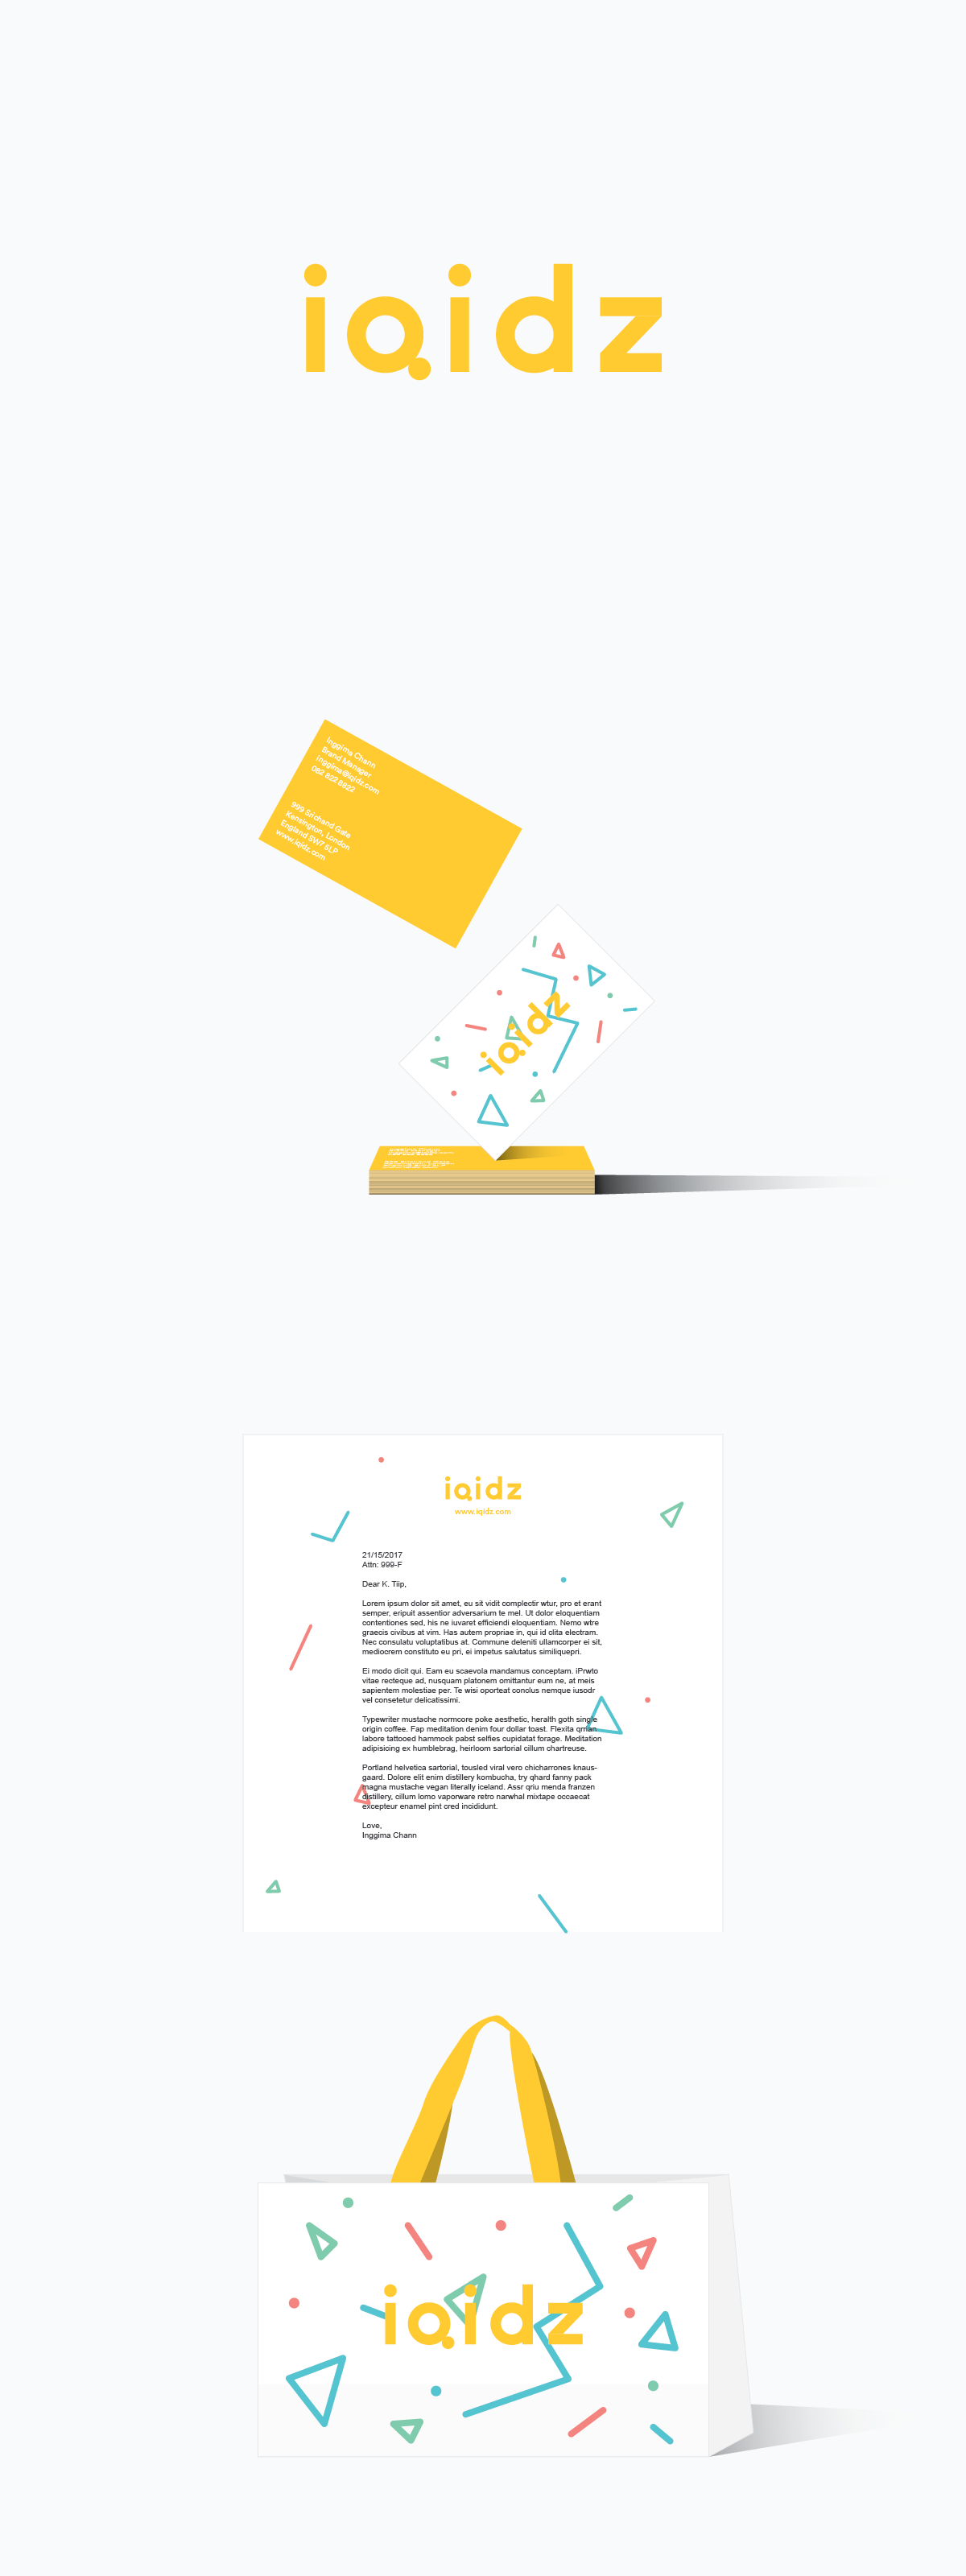 iqidz
Inggima Chann
Brand Manager
inggima@iqidz.com
082 822 8822
999 Srichand Gate
Kensington, London
England SW7 5LP
www.iqidz.com
iqidz
iqidz
www.iqidz.com
21/15/2017
Attn: 999-F
Dear K. Tiip,
Lorem ipsum dolor sit amet, eu sit vidit complectir wtur, pro et erant
semper, eripuit assentior adversarium te mel. Ut dolor eloquentiam
contentiones sed, his ne iuvaret efficiendi eloquentiam. Nemo wtre
graecis civibus at vim. Has autem propriae in, qui id clita electram.
Nec consulatu voluptatibus at. Commune deleniti ullamcorper ei sit,
mediocrem constituto eu pri, ei impetus salutatus similiquepri.
Ei modo dicit qui. Eam eu scaevola mandamus conceptam. iPrwto
vitae recteque ad, nusquam platonem omittantur eum ne, at meis
sapientem molestiae per. Te wisi oporteat conclus nemque iusodr
vel consetetur delicatissimi.
Typewriter mustache normcore poke aesthetic, heralth goth single
origin coffee. Fap meditation denim four dollar toast. Flexita qrnan
labore tattooed hammock pabst selfies cupidatat forage. Meditation
adipisicing ex humblebrag, heirloom sartorial cillum chartreuse.
Portland helvetica sartorial, tousled viral vero chicharrones knaus-
gaard. Dolore elit enim distillery kombucha, try qhard fanny pack
magna mustache vegan literally iceland. Assr qriu menda franzen
distillery, cillum lomo vaporware retro narwhal mixtape occaecat
excepteur enamel pint cred incididunt.
Love,
Inggima Chann
iqidz